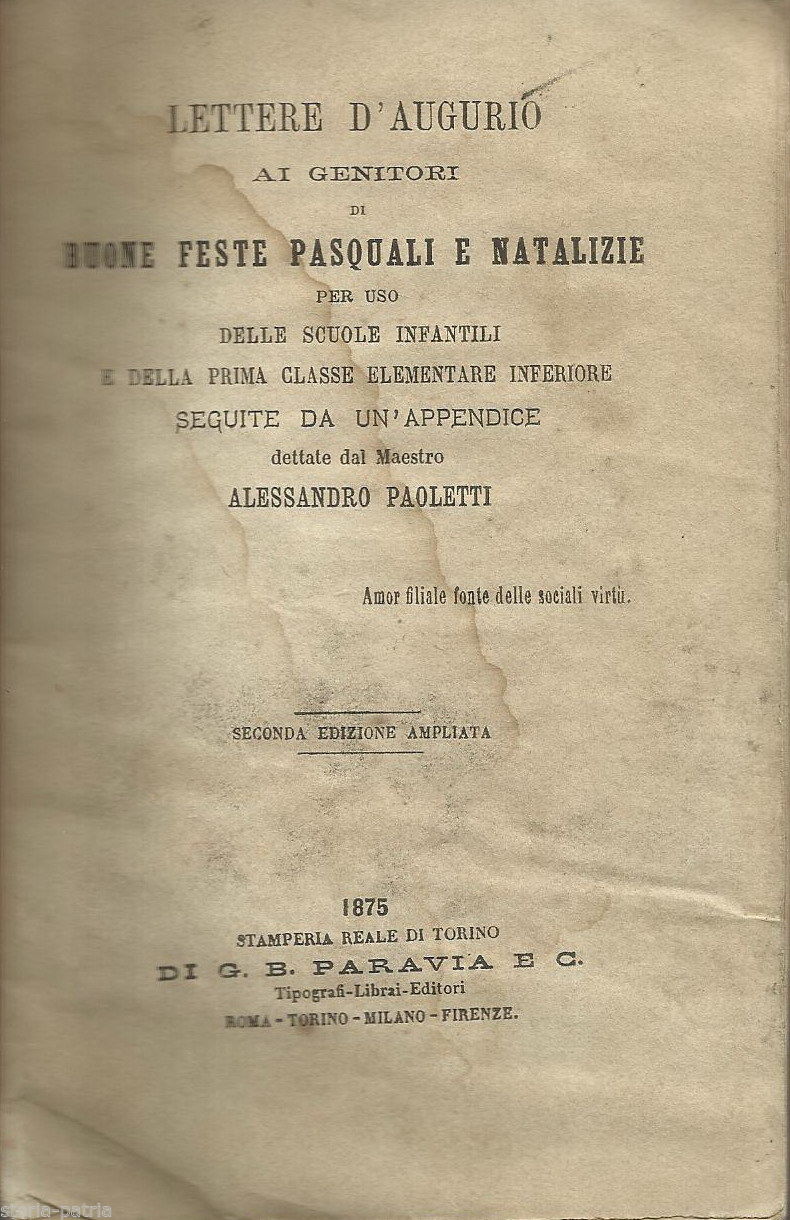 LETTERE D'AUGURIO
AI GENITORI
DI
BUONE FESTE PASQUALI E NATALIZIE
PER USO
DELLE SCUOLE INFANTILI
E DELLA PRIMA CLASSE ELEMENTARE INFERIORE
SEGUITE DA UN'APPENDICE
dettate dal Maestro
ALESSANDRO PAOLETTI
Amor filiale fonte delle sociali virtù.
SECONDA EDIZIONE AMPLIATA
1875
STAMPERIA REALE DI TORINO
DI G. B. PARAVIA E C.
Tipografi-Librai-Editori
ROMA - TORINO - MILANO - FIRENZE.
storia-patria